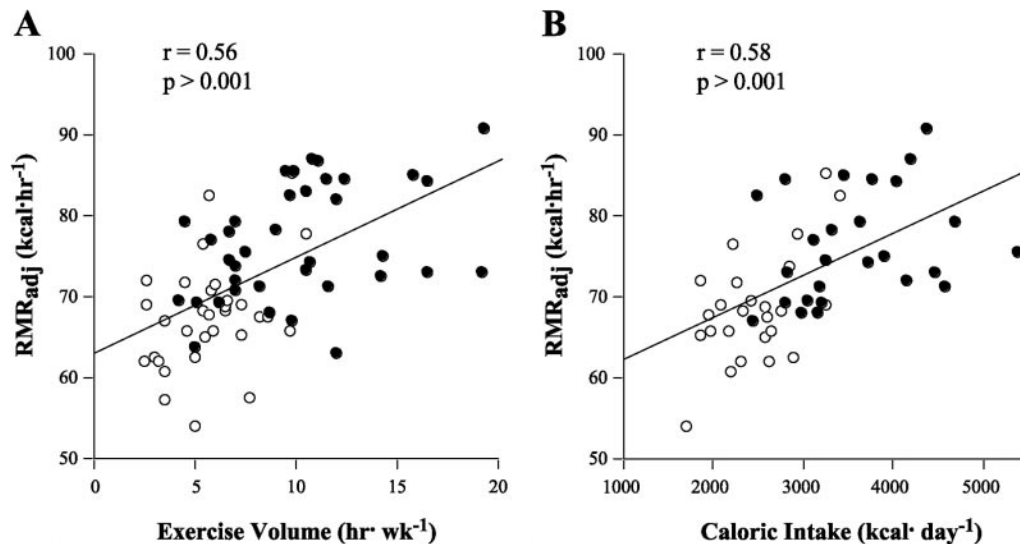 A
r = 0.56
p > 0.001
100
90
80
70
60
50
RMRadj (kcal·hr⁻¹)
0
5
10
15
20
Exercise Volume (hr· wk⁻¹)
B
r = 0.58
p > 0.001
100
90
80
70
60
50
RMRadj (kcal·hr⁻¹)
1000
2000
3000
4000
5000
Caloric Intake (kcal· day⁻¹)